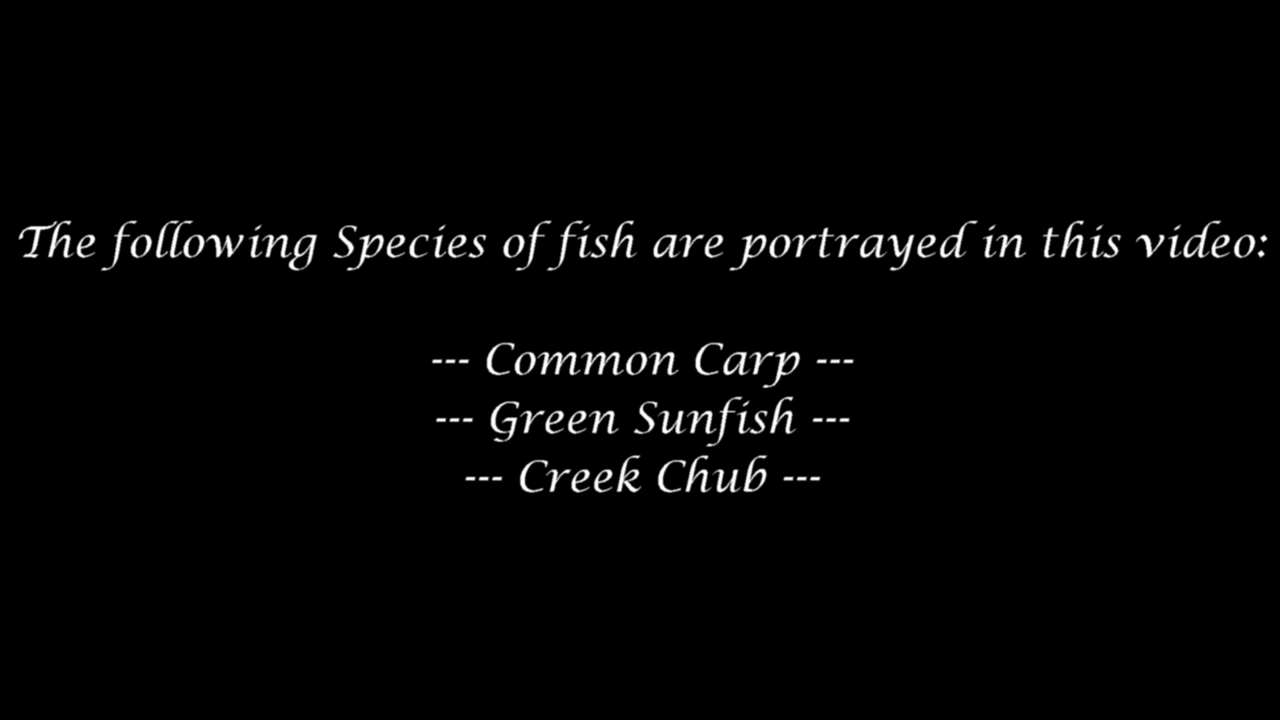 The following Species of fish are portrayed in this video:
--- Common Carp ---
--- Green Sunfish ---
--- Creek Chub ---